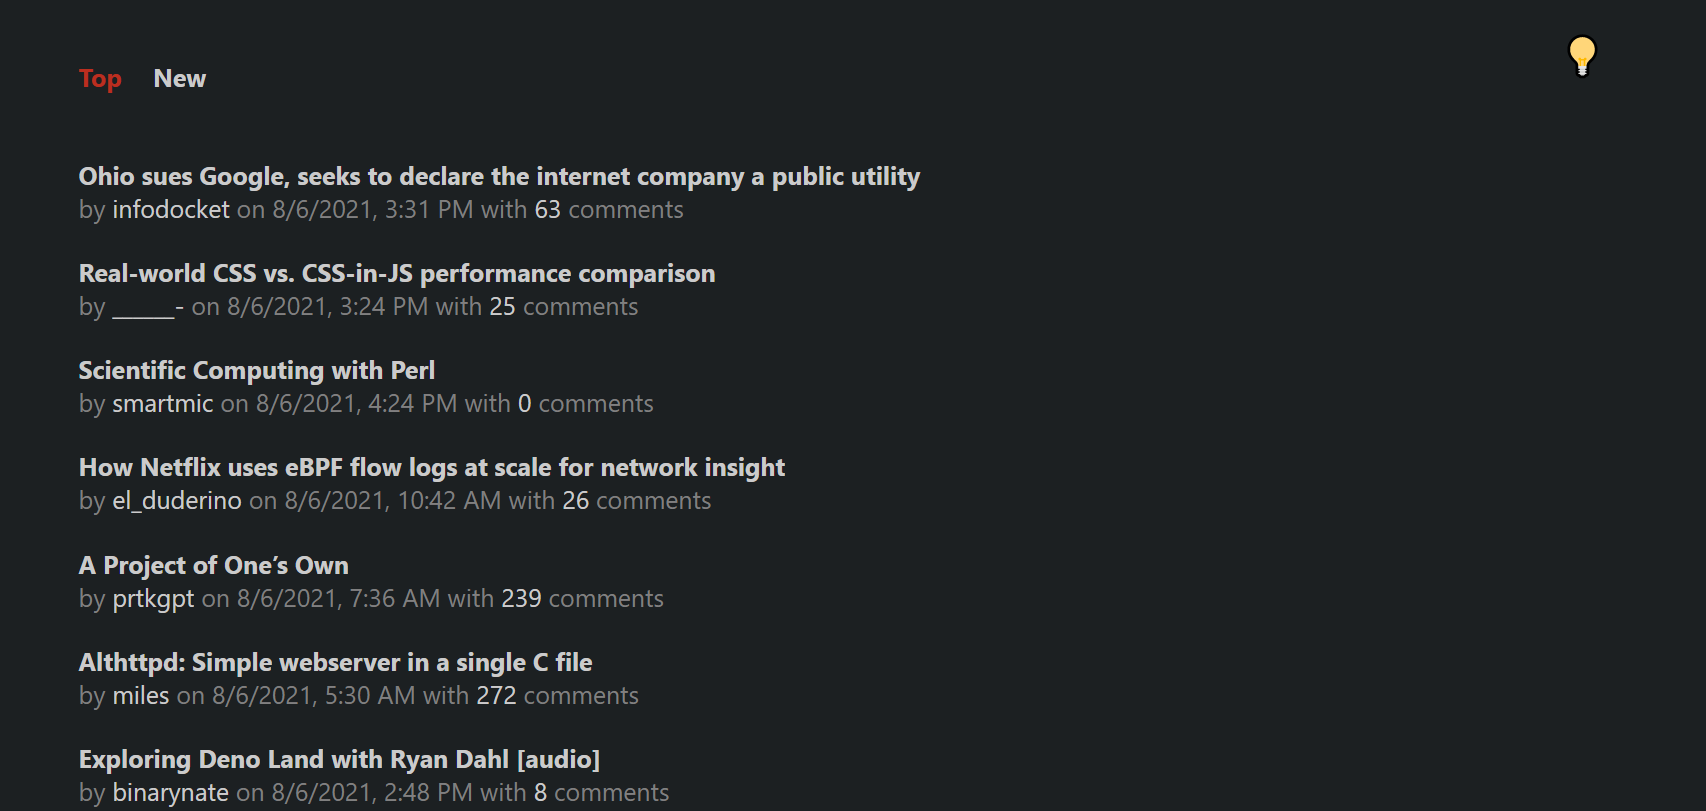 Top New
Ohio sues Google, seeks to declare the internet company a public utility
by infodocket on 8/6/2021, 3:31 PM with 63 comments
Real-world CSS vs. CSS-in-JS performance comparison
by ______- on 8/6/2021, 3:24 PM with 25 comments
Scientific Computing with Perl
by smartmic on 8/6/2021, 4:24 PM with 0 comments
How Netflix uses eBPF flow logs at scale for network insight
by el_duderino on 8/6/2021, 10:42 AM with 26 comments
A Project of One’s Own
by prtkgpt on 8/6/2021, 7:36 AM with 239 comments
Althttpd: Simple webserver in a single C file
by miles on 8/6/2021, 5:30 AM with 272 comments
Exploring Deno Land with Ryan Dahl [audio]
by binarynate on 8/6/2021, 2:48 PM with 8 comments